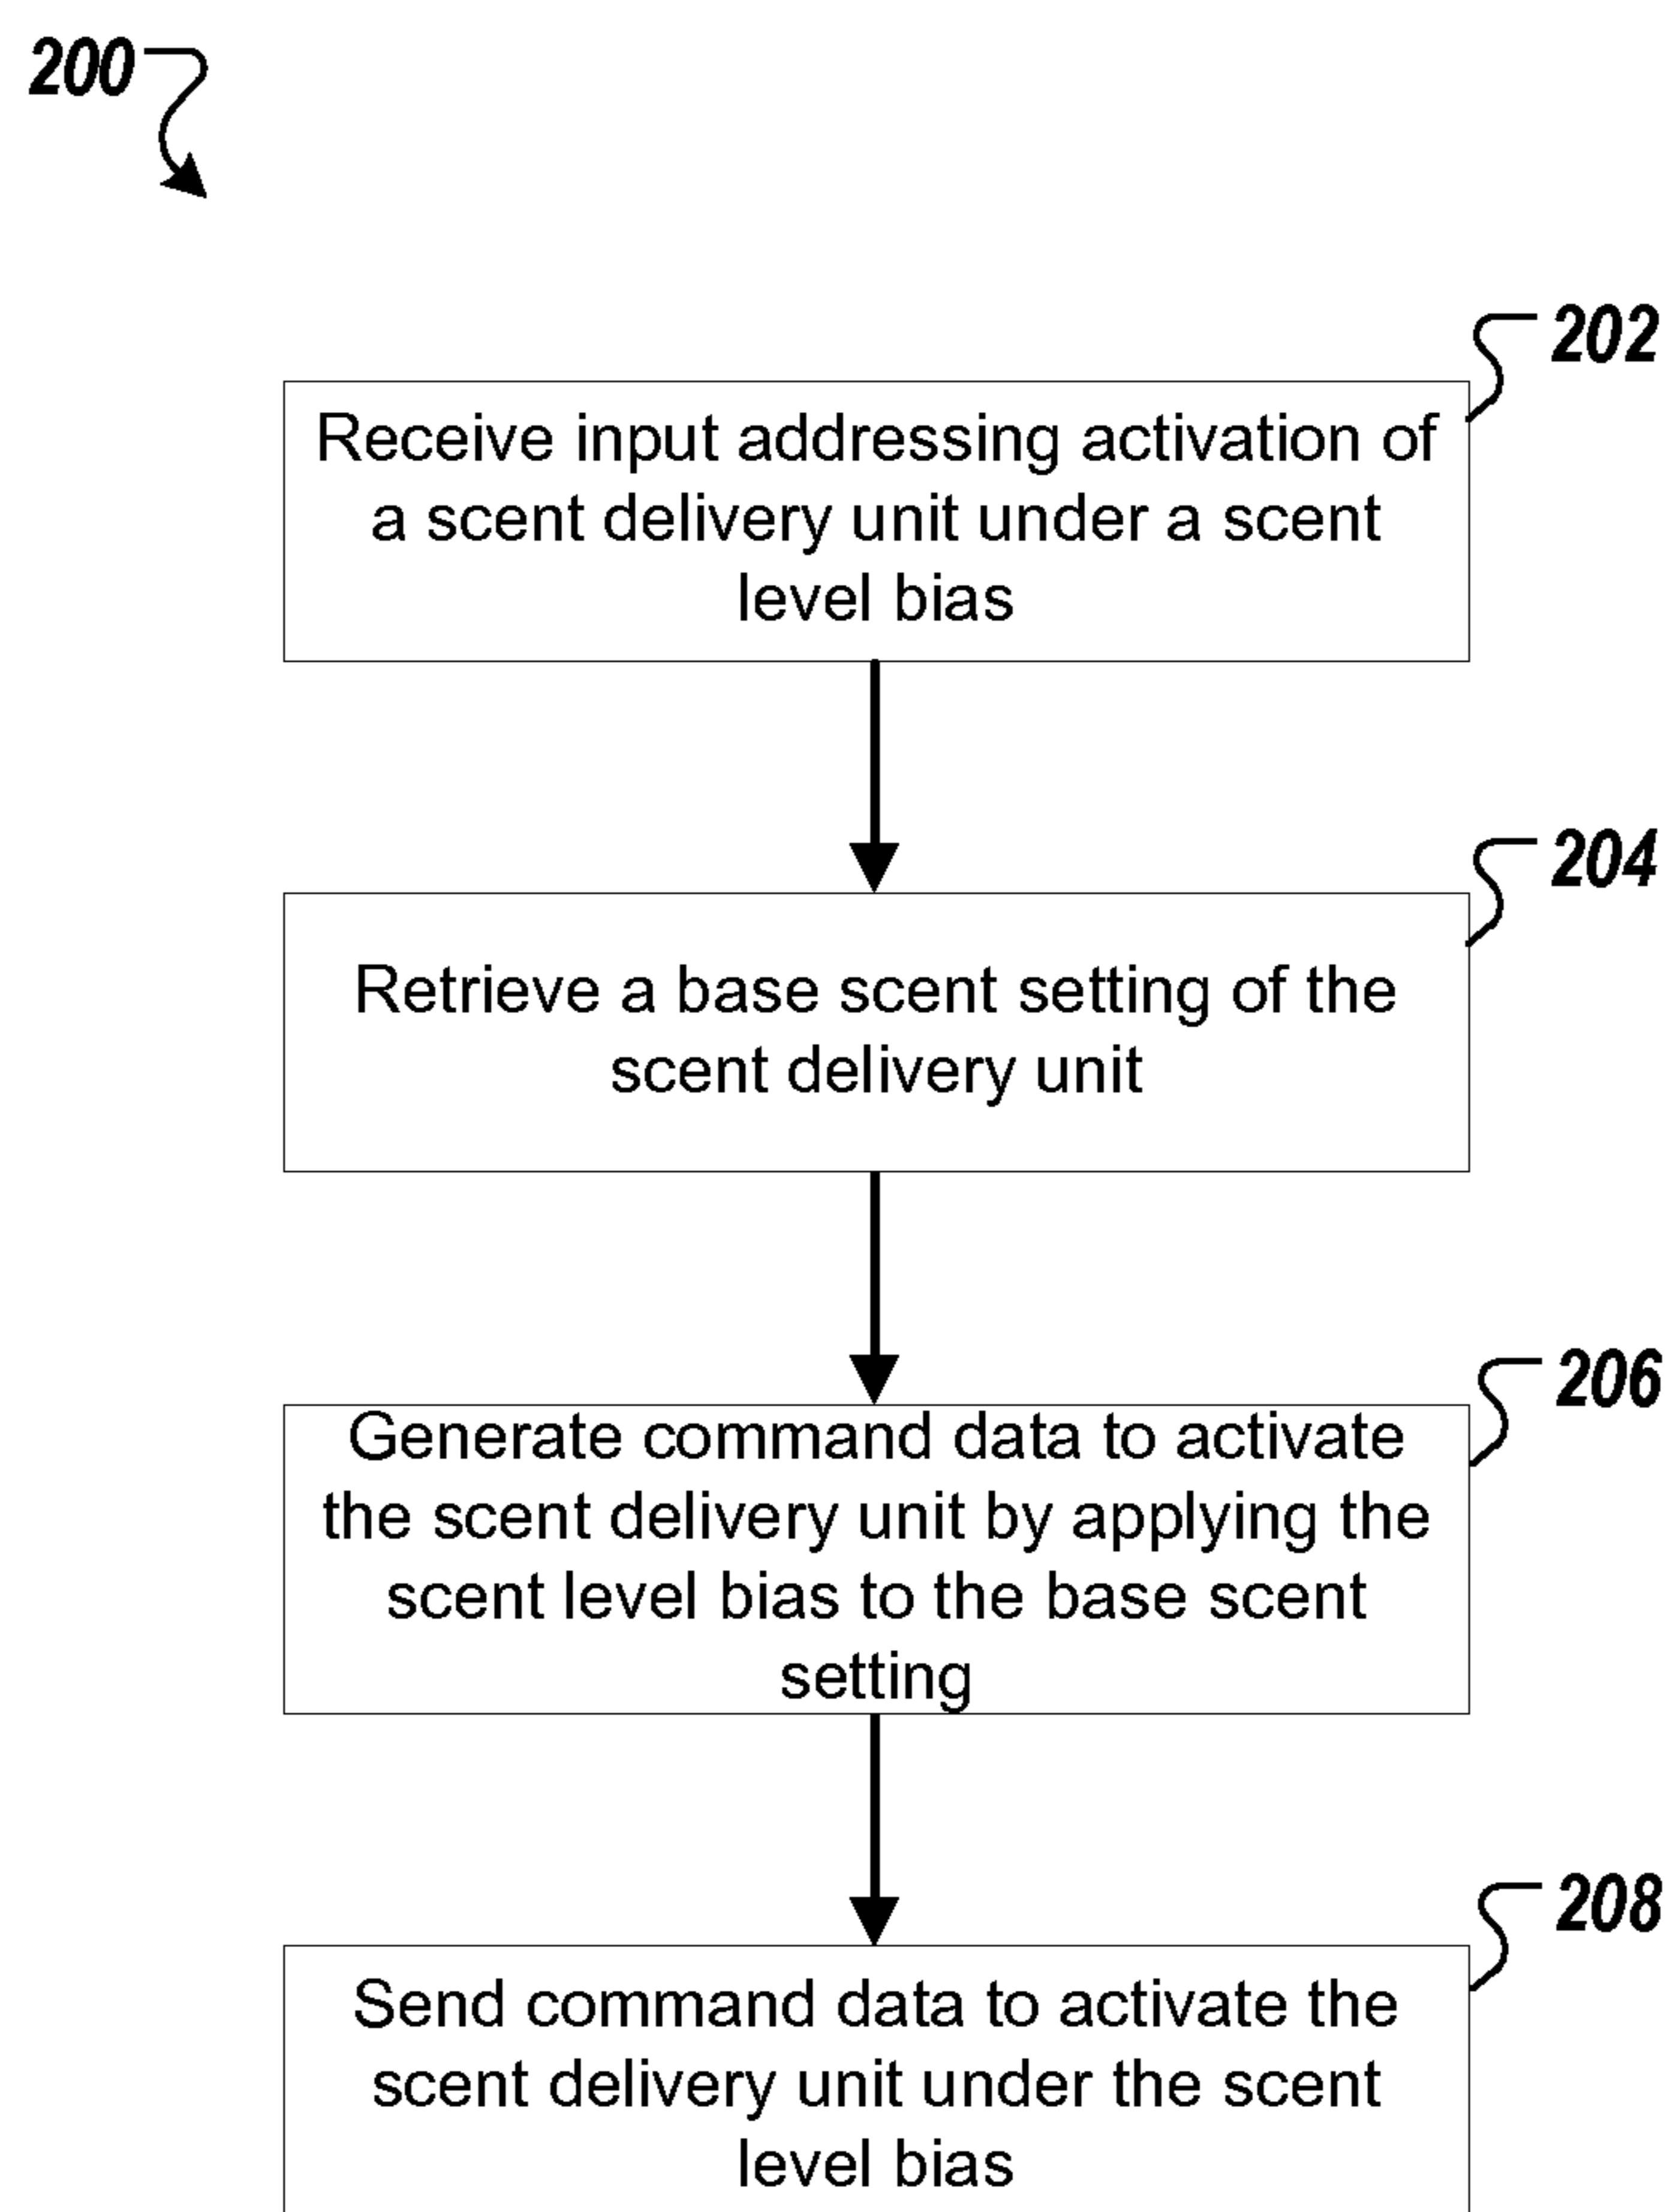 200
202
Receive input addressing activation of
a scent delivery unit under a scent
level bias
204
Retrieve a base scent setting of the
scent delivery unit
206
Generate command data to activate
the scent delivery unit by applying the
scent level bias to the base scent
setting
208
Send command data to activate the
scent delivery unit under the scent
level bias